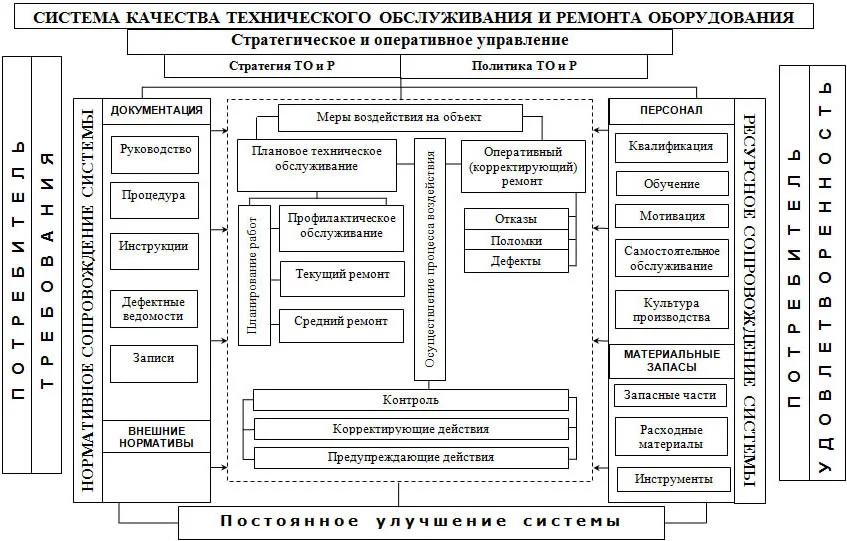 СИСТЕМА КАЧЕСТВА ТЕХНИЧЕСКОГО ОБСЛУЖИВАНИЯ И РЕМОНТА ОБОРУДОВАНИЯ
Стратегическое и оперативное управление
Стратегия ТО и Р
Политика ТО и Р
ПОТРЕБИТЕЛЬ
ТРЕБОВАНИЯ
НОРМАТИВНОЕ СОПРОВОЖДЕНИЕ СИСТЕМЫ
ДОКУМЕНТАЦИЯ
Руководство
Процедура
Инструкции
Дефектные
ведомости
Записи
ВНЕШНИЕ
НОРМАТИВЫ
Меры воздействия на объект
Плановое техническое
обслуживание
Планирование работ
Профилактическое
обслуживание
Текущий ремонт
Средний ремонт
Осуществление процесса воздействия
Оперативный
(корректирующий)
ремонт
Отказы
Поломки
Дефекты
Контроль
Корректирующие действия
Предупреждающие действия
ПЕРСОНАЛ
Квалификация
Обучение
Мотивация
Самостоятельное
обслуживание
Культура
производства
МАТЕРИАЛЬНЫЕ
ЗАПАСЫ
Запасные части
Расходные
материалы
Инструменты
РЕСУРСНОЕ СОПРОВОЖДЕНИЕ СИСТЕМЫ
ПОТРЕБИТЕЛЬ
УДОВЛЕТВОРЕННОСТЬ
Постоянное улучшение системы